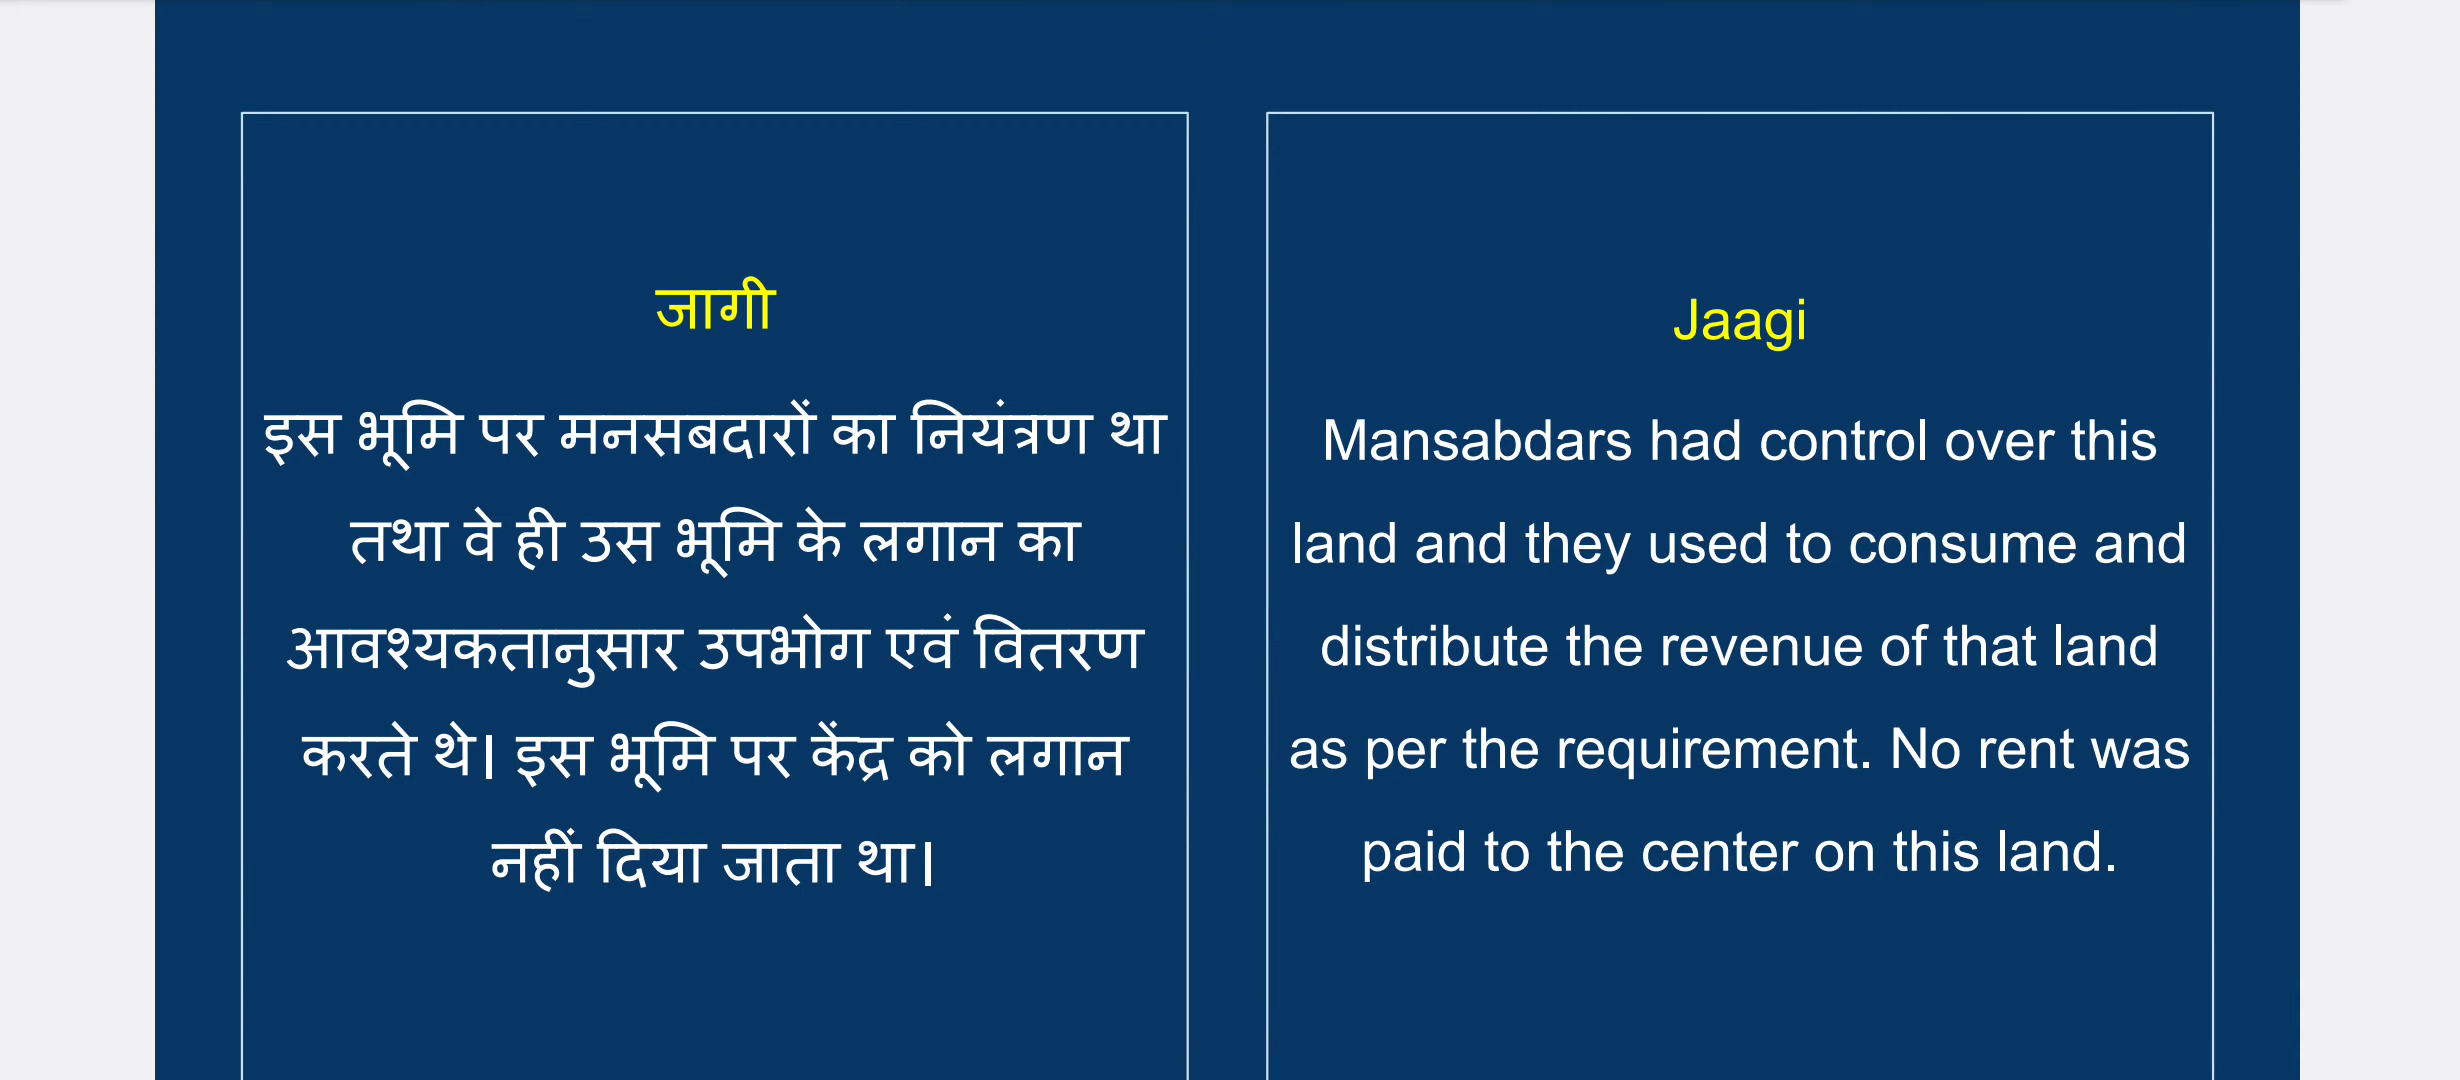 जागी
इस भूमि पर मनसबदारों का नियंत्रण था
तथा वे ही उस भूमि के लगान का
आवश्यकतानुसार उपभोग एवं वितरण
करते थे। इस भूमि पर केंद्र को लगान
नहीं दिया जाता था।
Jaagi
Mansabdars had control over this
land and they used to consume and
distribute the revenue of that land
as per the requirement. No rent was
paid to the center on this land.